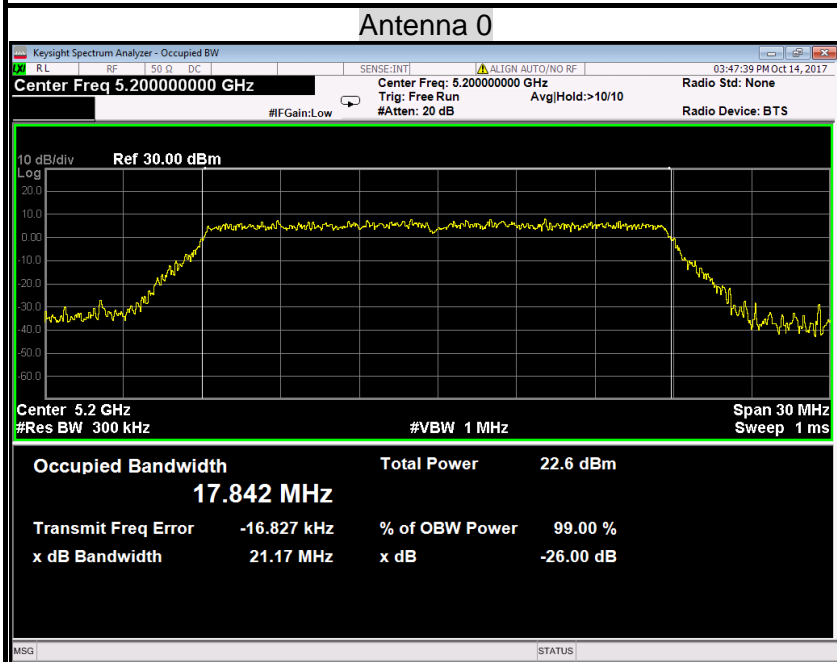 Antenna 0
Keysight Spectrum Analyzer - Occupied BW
LXI RL RF 50 Ω DC SENSE:INT ALIGN AUTO/NO RF 03:47:39 PM Oct 14, 2017
Center Freq 5.200000000 GHz Center Freq: 5.200000000 GHz Radio Std: None
Trig: Free Run Avg|Hold:>10/10
#IFGain:Low #Atten: 20 dB Radio Device: BTS
10 dB/div Ref 30.00 dBm
Log
20.0
10.0
0.00
-10.0
-20.0
-30.0
-40.0
-50.0
-60.0
Center 5.2 GHz Span 30 MHz
#Res BW 300 kHz #VBW 1 MHz Sweep 1 ms
Occupied Bandwidth Total Power 22.6 dBm
17.842 MHz
Transmit Freq Error -16.827 kHz % of OBW Power 99.00 %
x dB Bandwidth 21.17 MHz x dB -26.00 dB
MSG STATUS